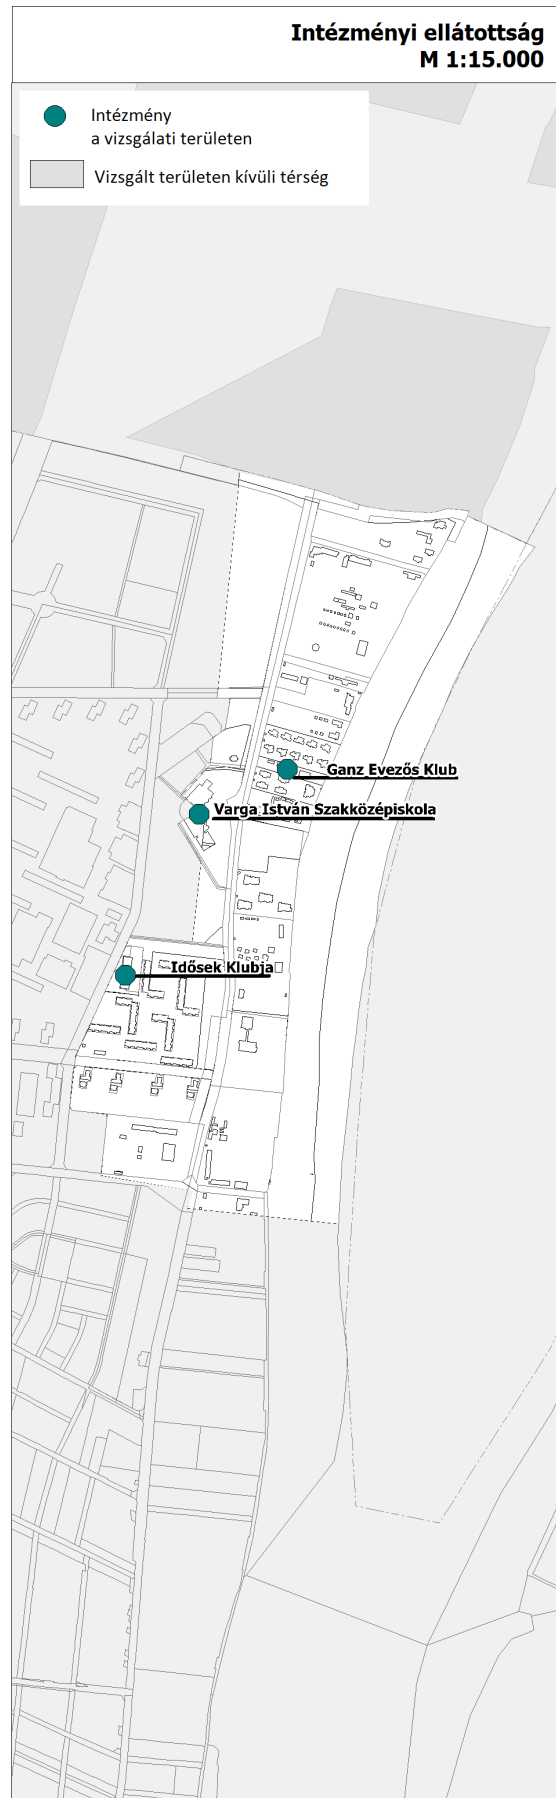 Intézményi ellátottság
M 1:15.000
Intézmény
a vizsgálati területen
Vizsgált területen kívüli térség
Ganz Evezős Klub
Varga István Szakközépiskola
Idősek Klubja